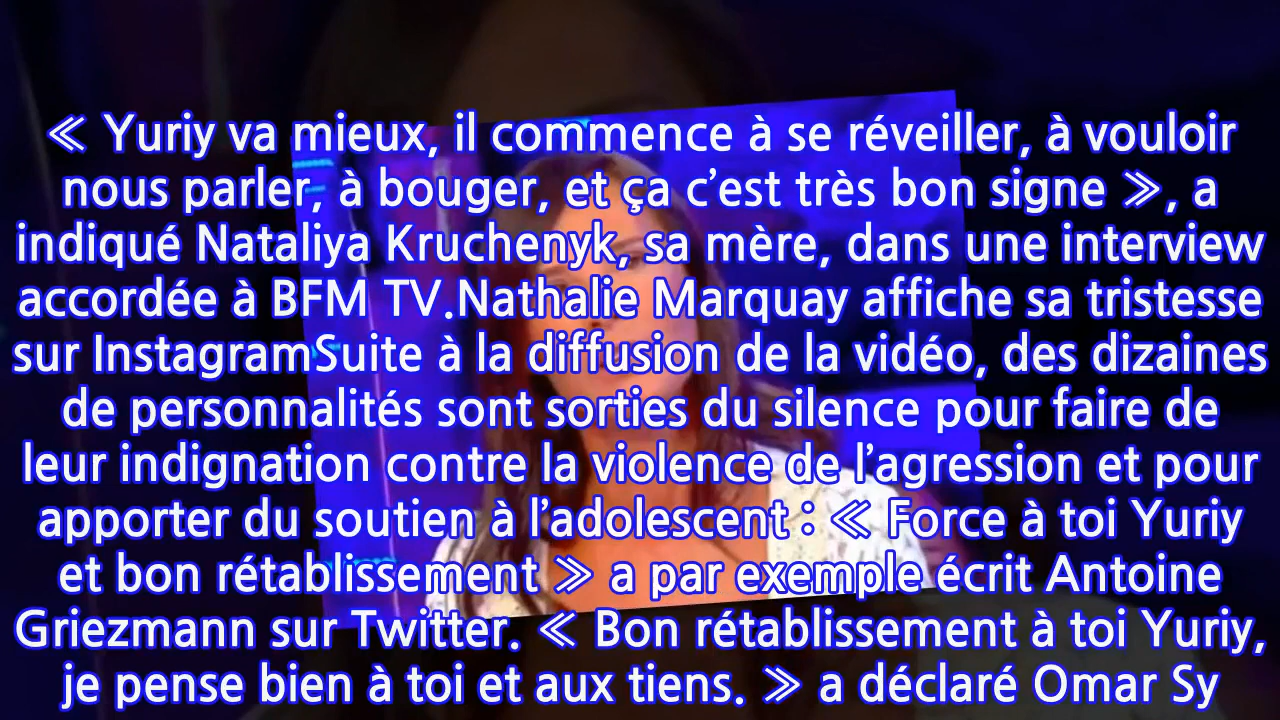 ≪ Yuriy va mieux, il commence à se réveiller, à vouloir
nous parler, à bouger, et ça c’est très bon signe ≫, a
indiqué Nataliya Kruchenyk, sa mère, dans une interview
accordée à BFM TV.Nathalie Marquay affiche sa tristesse
sur InstagramSuite à la diffusion de la vidéo, des dizaines
de personnalités sont sorties du silence pour faire de
leur indignation contre la violence de l’agression et pour
apporter du soutien à l’adolescent : ≪ Force à toi Yuriy
et bon rétablissement ≫ a par exemple écrit Antoine
Griezmann sur Twitter. ≪ Bon rétablissement à toi Yuriy,
je pense bien à toi et aux tiens. ≫ a déclaré Omar Sy